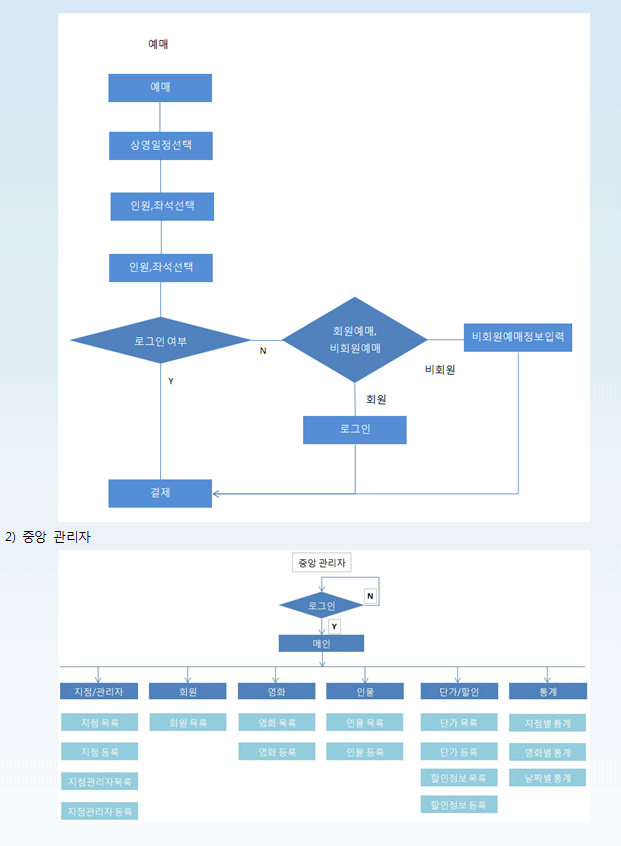 예매
예매
상영일정선택
인원,좌석선택
인원,좌석선택
로그인 여부
N
회원예매,
비회원예매
비회원예매정보입력
Y
비회원
회원
로그인
결제
2) 중앙 관리자
중앙 관리자
N
로그인
Y
메인
지점/관리자 회원 영화 인물 단가/할인 통계
지점 목록 회원 목록 영화 목록 인물 목록 단가 목록 지점별 통계
지점 등록 영화 등록 인물 등록 단가 등록 영화별 통계
지점관리자 목록 할인정보 목록 날짜별 통계
지점관리자 등록 할인정보 등록